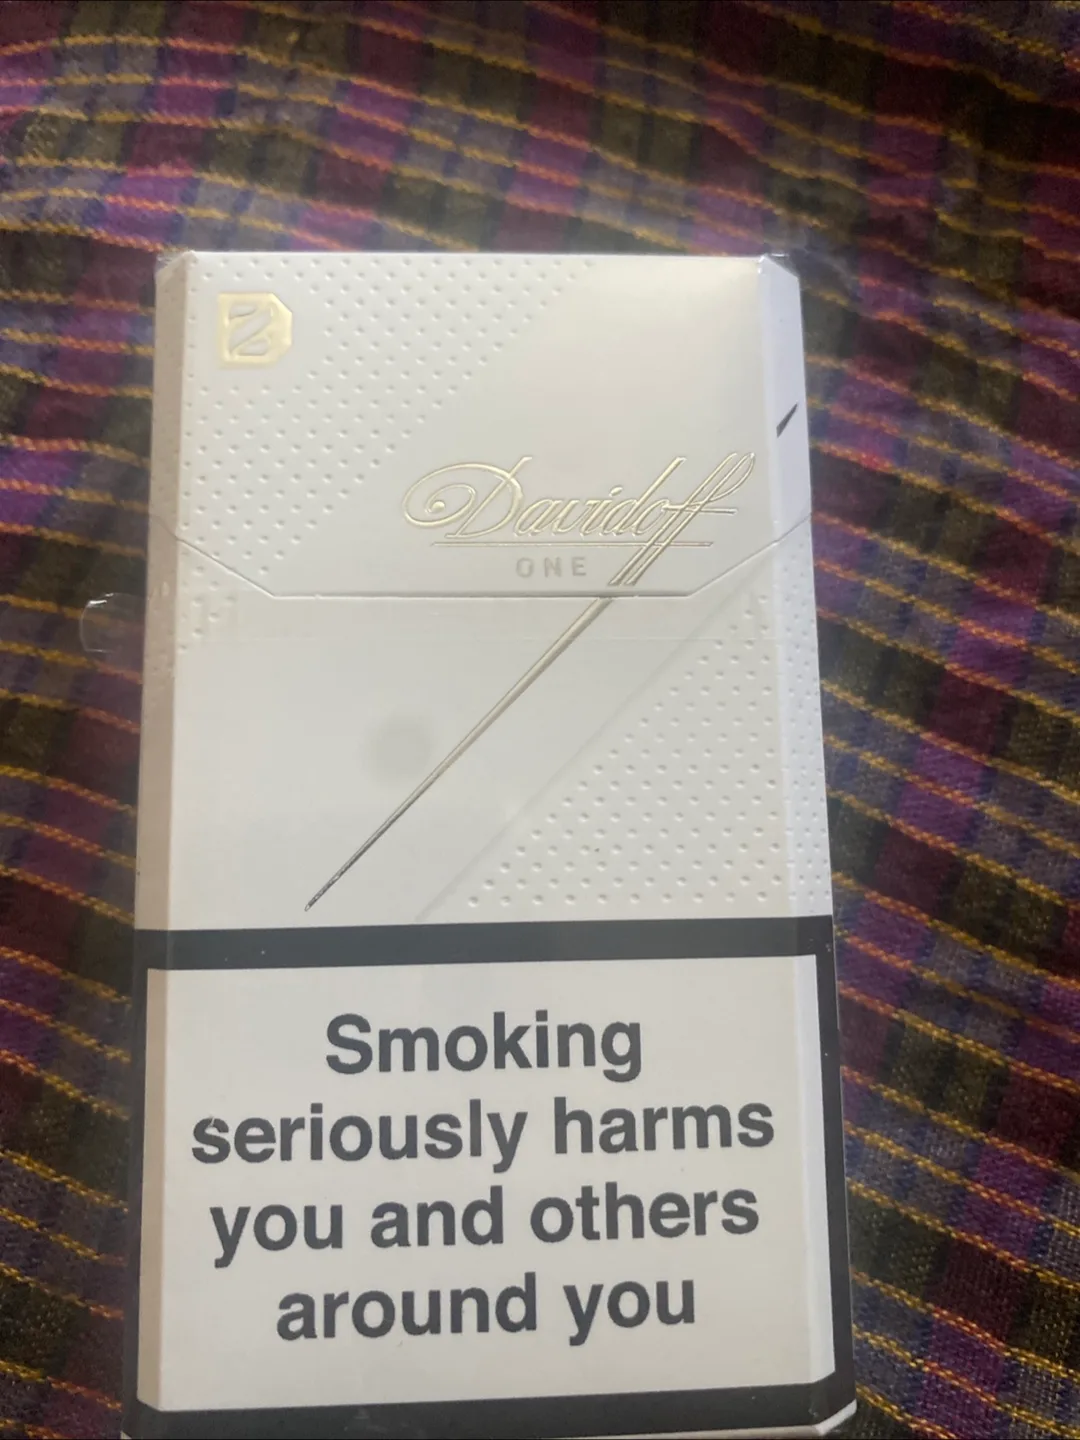 Davidoff
ONE
Smoking
seriously harms
you and others
around you